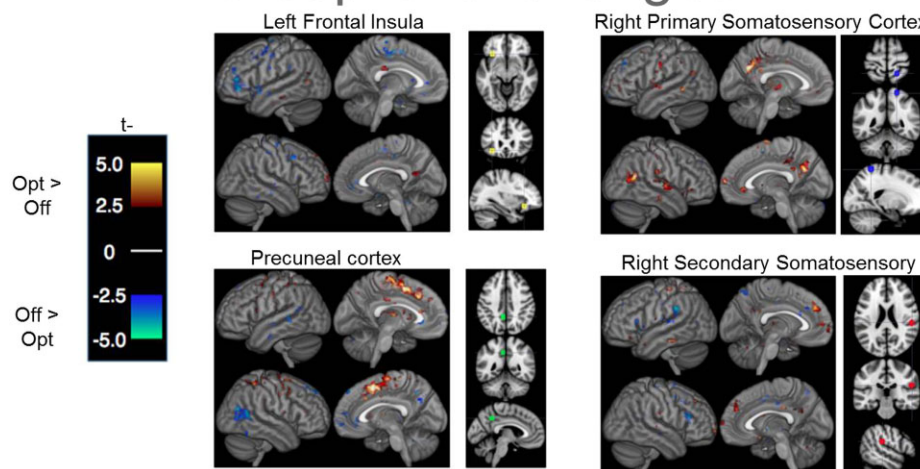 Left Frontal Insula
Right Primary Somatosensory Cortex
t-
5.0
Opt >
Off
2.5
0
-2.5
Off >
Opt
-5.0
Precuneal cortex
Right Secondary Somatosensory